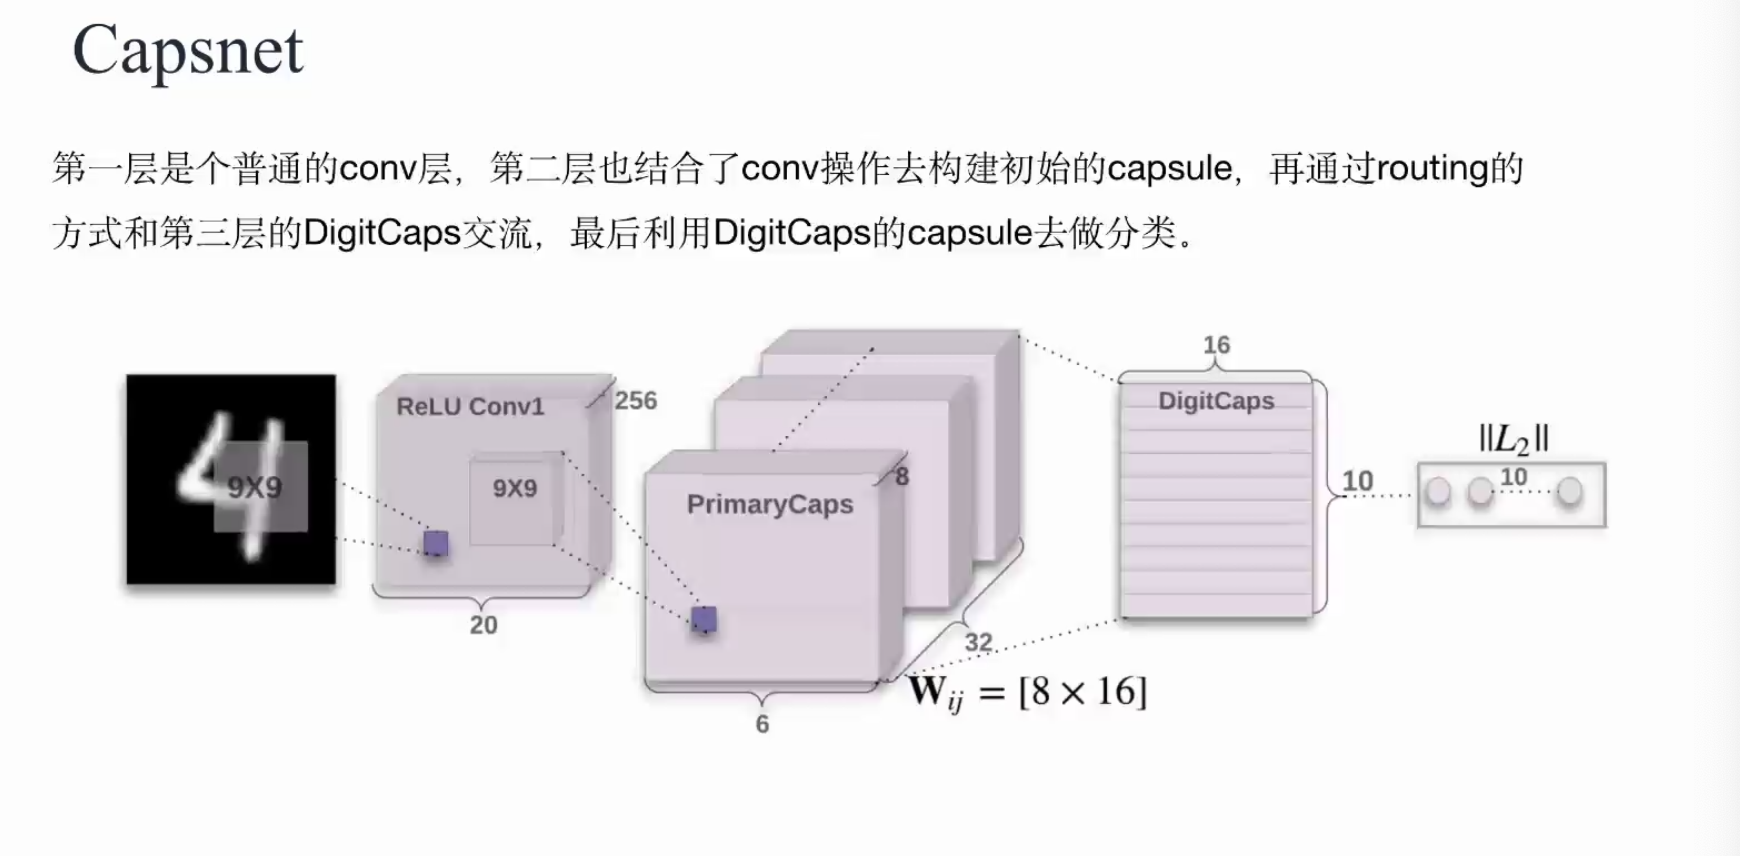 Capsnet
第一层是个普通的conv层，第二层也结合了conv操作去构建初始的capsule，再通过routing的
方式和第三层的DigitCaps交流，最后利用DigitCaps的capsule去做分类。
9X9
ReLU Conv1
256
9X9
20
PrimaryCaps
8
32
6
W_{ij} = [8 × 16]
16
DigitCaps
10
||L_2||
10